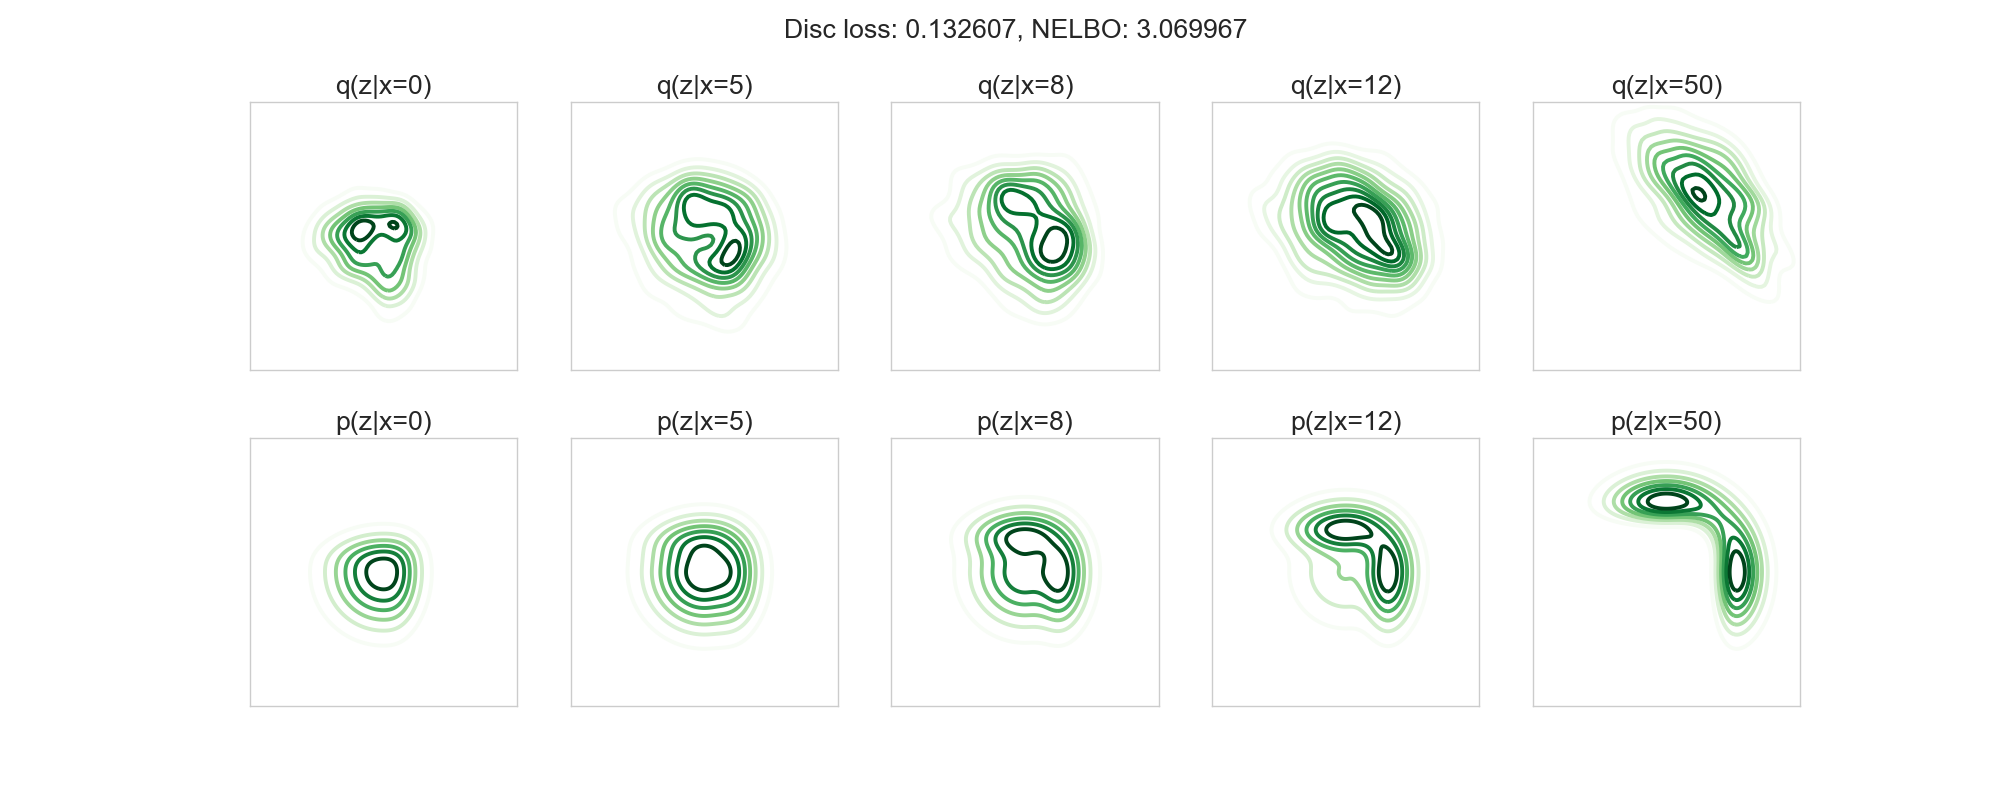 Disc loss: 0.132607, NELBO: 3.069967
q(z|x=0) q(z|x=5) q(z|x=8) q(z|x=12) q(z|x=50)
p(z|x=0) p(z|x=5) p(z|x=8) p(z|x=12) p(z|x=50)